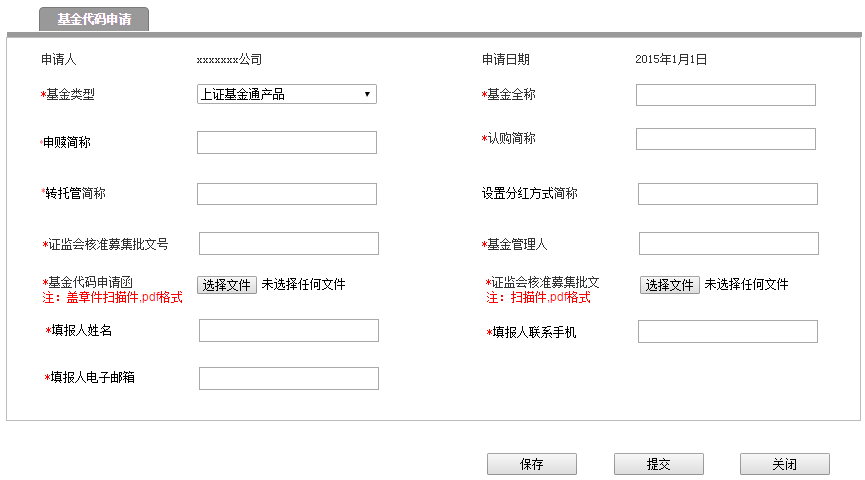 基金代码申请
申请人 xxxxxxx公司 申请日期 2015年1月1日
*基金类型 上证基金通产品 *基金全称
*申赎简称 *认购简称
*转托管简称 设置分红方式简称
*证监会核准募集批文号 *基金管理人
*基金代码申请函 选择文件 未选择任何文件 *证监会核准募集批文 选择文件 未选择任何文件
注：盖章件扫描件,pdf格式 注：扫描件,pdf格式
*填报人姓名 *填报人联系手机
*填报人电子邮箱
保存 提交 关闭